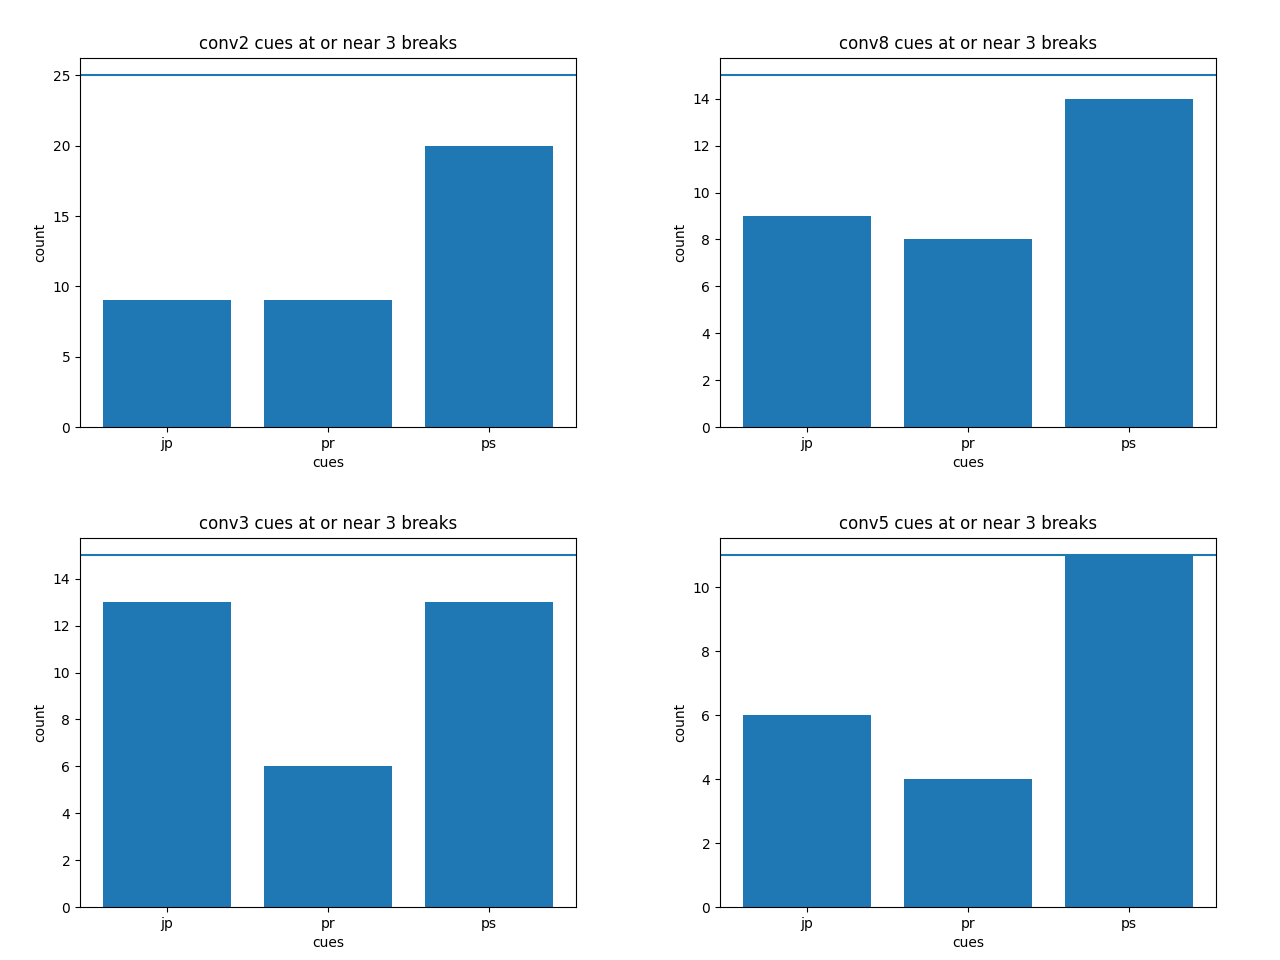 conv2 cues at or near 3 breaks
25
20
15
10
5
0
count
jp pr ps
cues
conv8 cues at or near 3 breaks
14
12
10
8
6
4
2
0
count
jp pr ps
cues
conv3 cues at or near 3 breaks
14
12
10
8
6
4
2
0
count
jp pr ps
cues
conv5 cues at or near 3 breaks
10
8
6
4
2
0
count
jp pr ps
cues